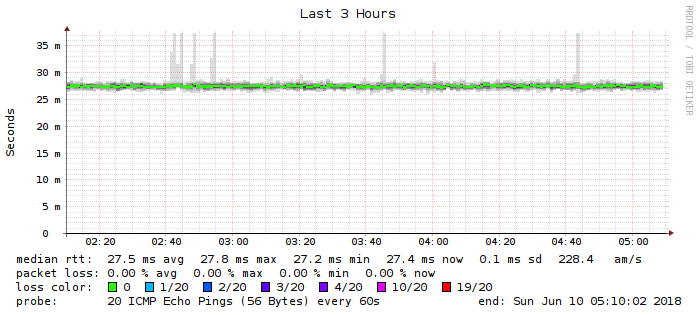 Last 3 Hours
RRDTOOL / TOBI OETIKER
Seconds
35 m
30 m
25 m
20 m
15 m
10 m
5 m
0
02:20 02:40 03:00 03:20 03:40 04:00 04:20 04:40 05:00
median rtt: 27.5 ms avg 27.8 ms max 27.2 ms min 27.4 ms now 0.1 ms sd 228.4 am/s
packet loss: 0.00 % avg 0.00 % max 0.00 % min 0.00 % now
loss color: 0 1/20 2/20 3/20 4/20 10/20 19/20
probe: 20 ICMP Echo Pings (56 Bytes) every 60s end: Sun Jun 10 05:10:02 2018